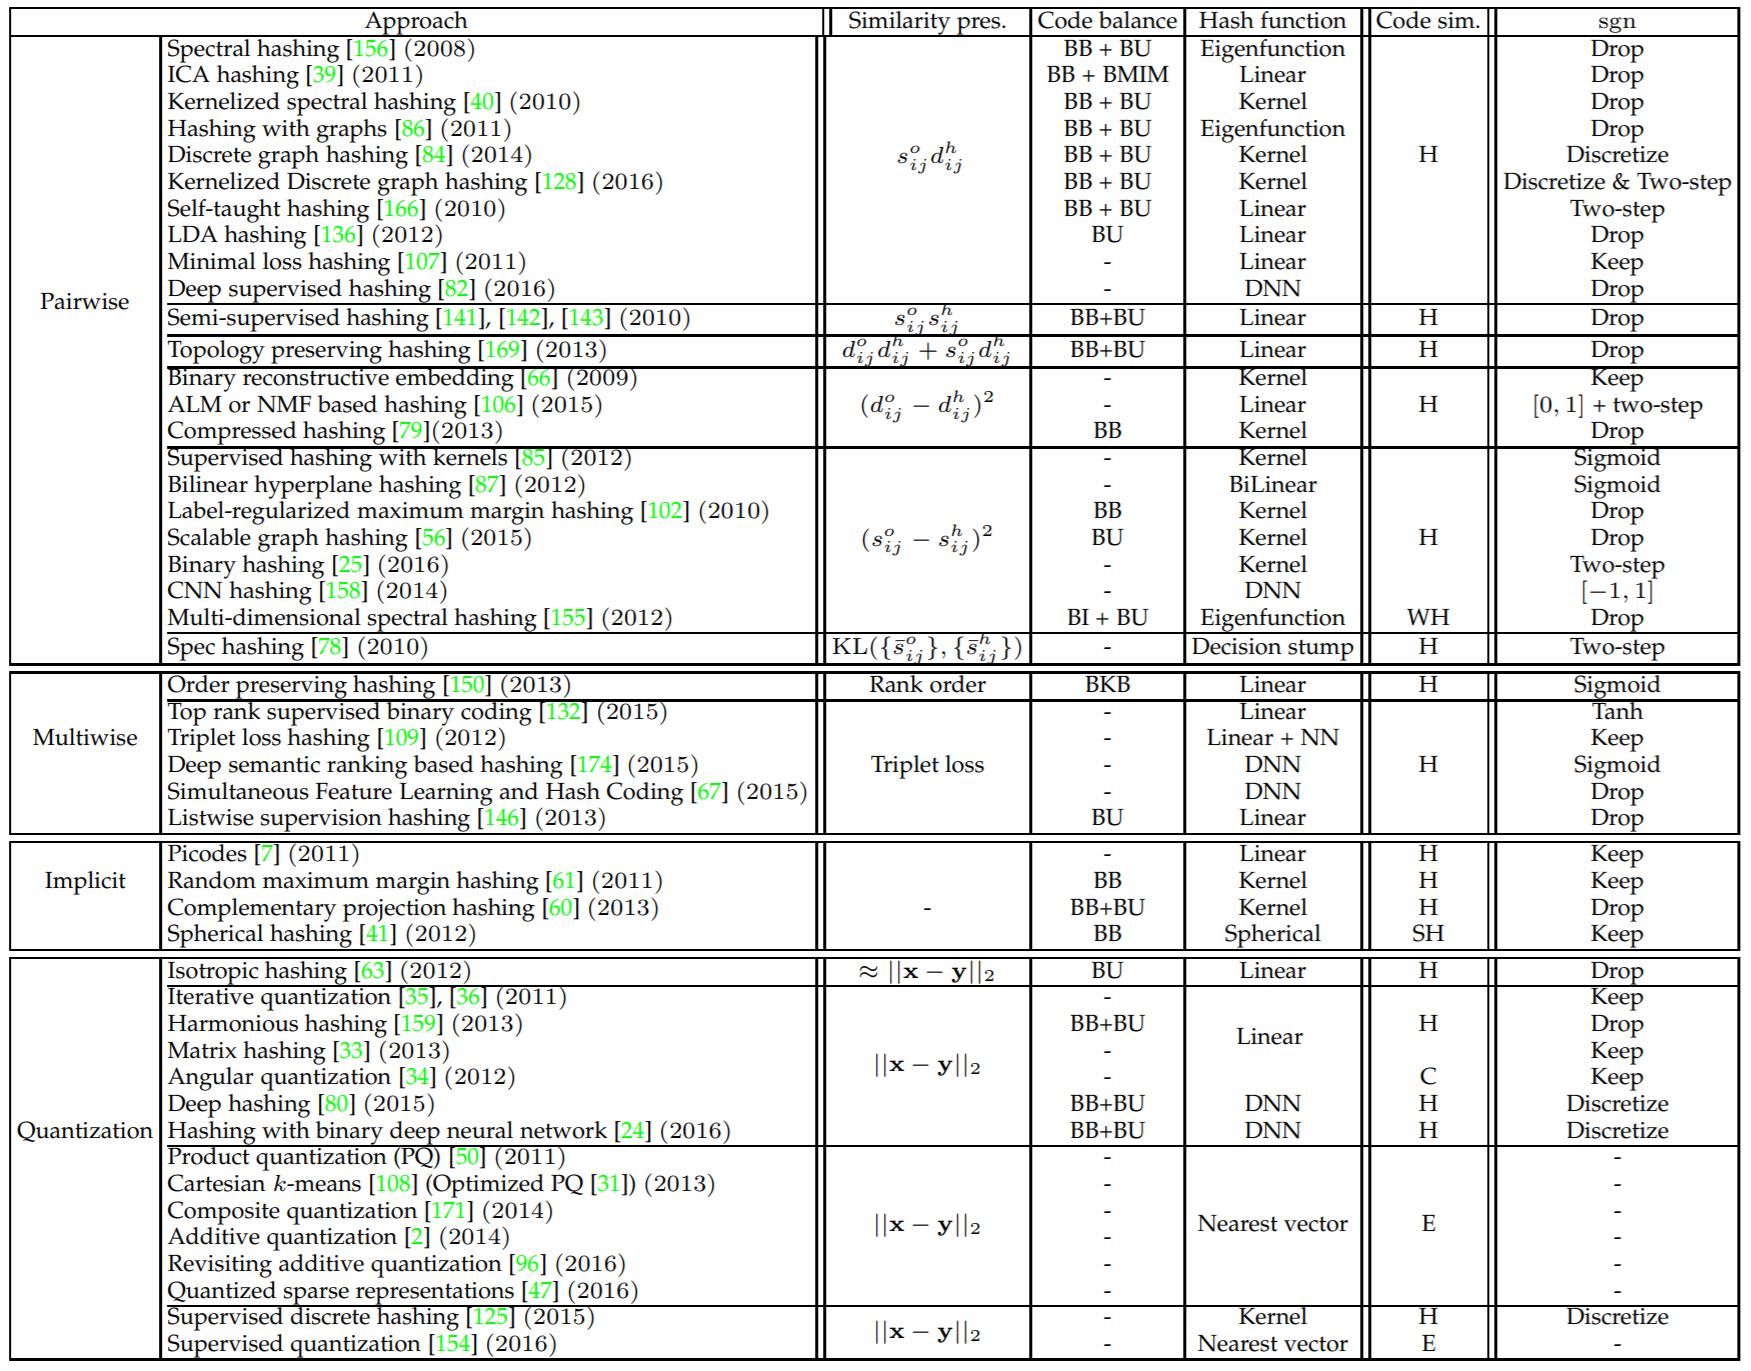 Approach Similarity pres. Code balance Hash function Code sim. sgn
Spectral hashing [156] (2008) BB + BU Eigenfunction Drop
ICA hashing [39] (2011) BB + BMIM Linear Drop
Kernelized spectral hashing [40] (2010) BB + BU Kernel Drop
Hashing with graphs [86] (2011) BB + BU Eigenfunction Drop
Discrete graph hashing [84] (2014) s^o_{ij}d^h_{ij} BB + BU Kernel H Discretize
Kernelized Discrete graph hashing [128] (2016) BB + BU Kernel Discretize & Two-step
Self-taught hashing [166] (2010) BB + BU Linear Two-step
LDA hashing [136] (2012) BU Linear Drop
Minimal loss hashing [107] (2011) - Linear Keep
Deep supervised hashing [82] (2016) - DNN Drop
Pairwise
Semi-supervised hashing [141], [142], [143] (2010) s^o_{ij}s^h_{ij} BB+BU Linear H Drop
Topology preserving hashing [169] (2013) d^o_{ij}d^h_{ij} + s^o_{ij}d^h_{ij} BB+BU Linear H Drop
Binary reconstructive embedding [66] (2009) - Kernel Keep
ALM or NMF based hashing [106] (2015) (d^o_{ij} − d^h_{ij})^2 - Linear H [0, 1] + two-step
Compressed hashing [79](2013) BB Kernel Drop
Supervised hashing with kernels [85] (2012) - Kernel Sigmoid
Bilinear hyperplane hashing [87] (2012) - BiLinear Sigmoid
Label-regularized maximum margin hashing [102] (2010) BB Kernel Drop
Scalable graph hashing [56] (2015) (s^o_{ij} − s^h_{ij})^2 BU Kernel H Drop
Binary hashing [25] (2016) - Kernel Two-step
CNN hashing [158] (2014) - DNN [−1, 1]
Multi-dimensional spectral hashing [155] (2012) BI + BU Eigenfunction WH Drop
Spec hashing [78] (2010) KL({s̄^o_{ij}}, {s̄^h_{ij}}) - Decision stump H Two-step
Order preserving hashing [150] (2013) Rank order BKB Linear H Sigmoid
Top rank supervised binary coding [132] (2015) - Linear Tanh
Multiwise Triplet loss hashing [109] (2012) - Linear + NN Keep
Deep semantic ranking based hashing [174] (2015) Triplet loss - DNN H Sigmoid
Simultaneous Feature Learning and Hash Coding [67] (2015) - DNN Drop
Listwise supervision hashing [146] (2013) BU Linear Drop
Picodes [7] (2011) - Linear H Keep
Implicit Random maximum margin hashing [61] (2011) BB Kernel H Keep
Complementary projection hashing [60] (2013) - BB+BU Kernel H Drop
Spherical hashing [41] (2012) BB Spherical SH Keep
Isotropic hashing [63] (2012) ≈ ||x − y||_2 BU Linear H Drop
Iterative quantization [35], [36] (2011) - Keep
Harmonious hashing [159] (2013) BB+BU Linear H Drop
Matrix hashing [33] (2013) - Keep
Angular quantization [34] (2012) ||x − y||_2 - C Keep
Deep hashing [80] (2015) BB+BU DNN H Discretize
Quantization Hashing with binary deep neural network [24] (2016) BB+BU DNN H Discretize
Product quantization (PQ) [50] (2011) - -
Cartesian k-means [108] (Optimized PQ [31]) (2013) - -
Composite quantization [171] (2014) - -
||x − y||_2 Nearest vector E
Additive quantization [2] (2014) - -
Revisiting additive quantization [96] (2016) - -
Quantized sparse representations [47] (2016) - -
Supervised discrete hashing [125] (2015) - Kernel H Discretize
||x − y||_2
Supervised quantization [154] (2016) - Nearest vector E -